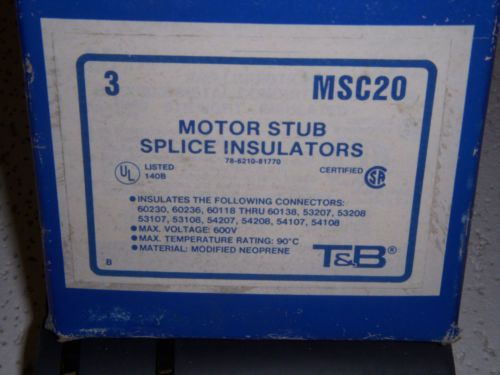 3 MSC20
MOTOR STUB
SPLICE INSULATORS
78-6210-81770
UL LISTED 140B CERTIFIED SA
● INSULATES THE FOLLOWING CONNECTORS:
60230, 60236, 60118 THRU 60138, 53207, 53208
53107, 53108, 54207, 54208, 54107, 54108
● MAX. VOLTAGE: 600V
● MAX. TEMPERATURE RATING: 90°C
● MATERIAL: MODIFIED NEOPRENE
B T&B®